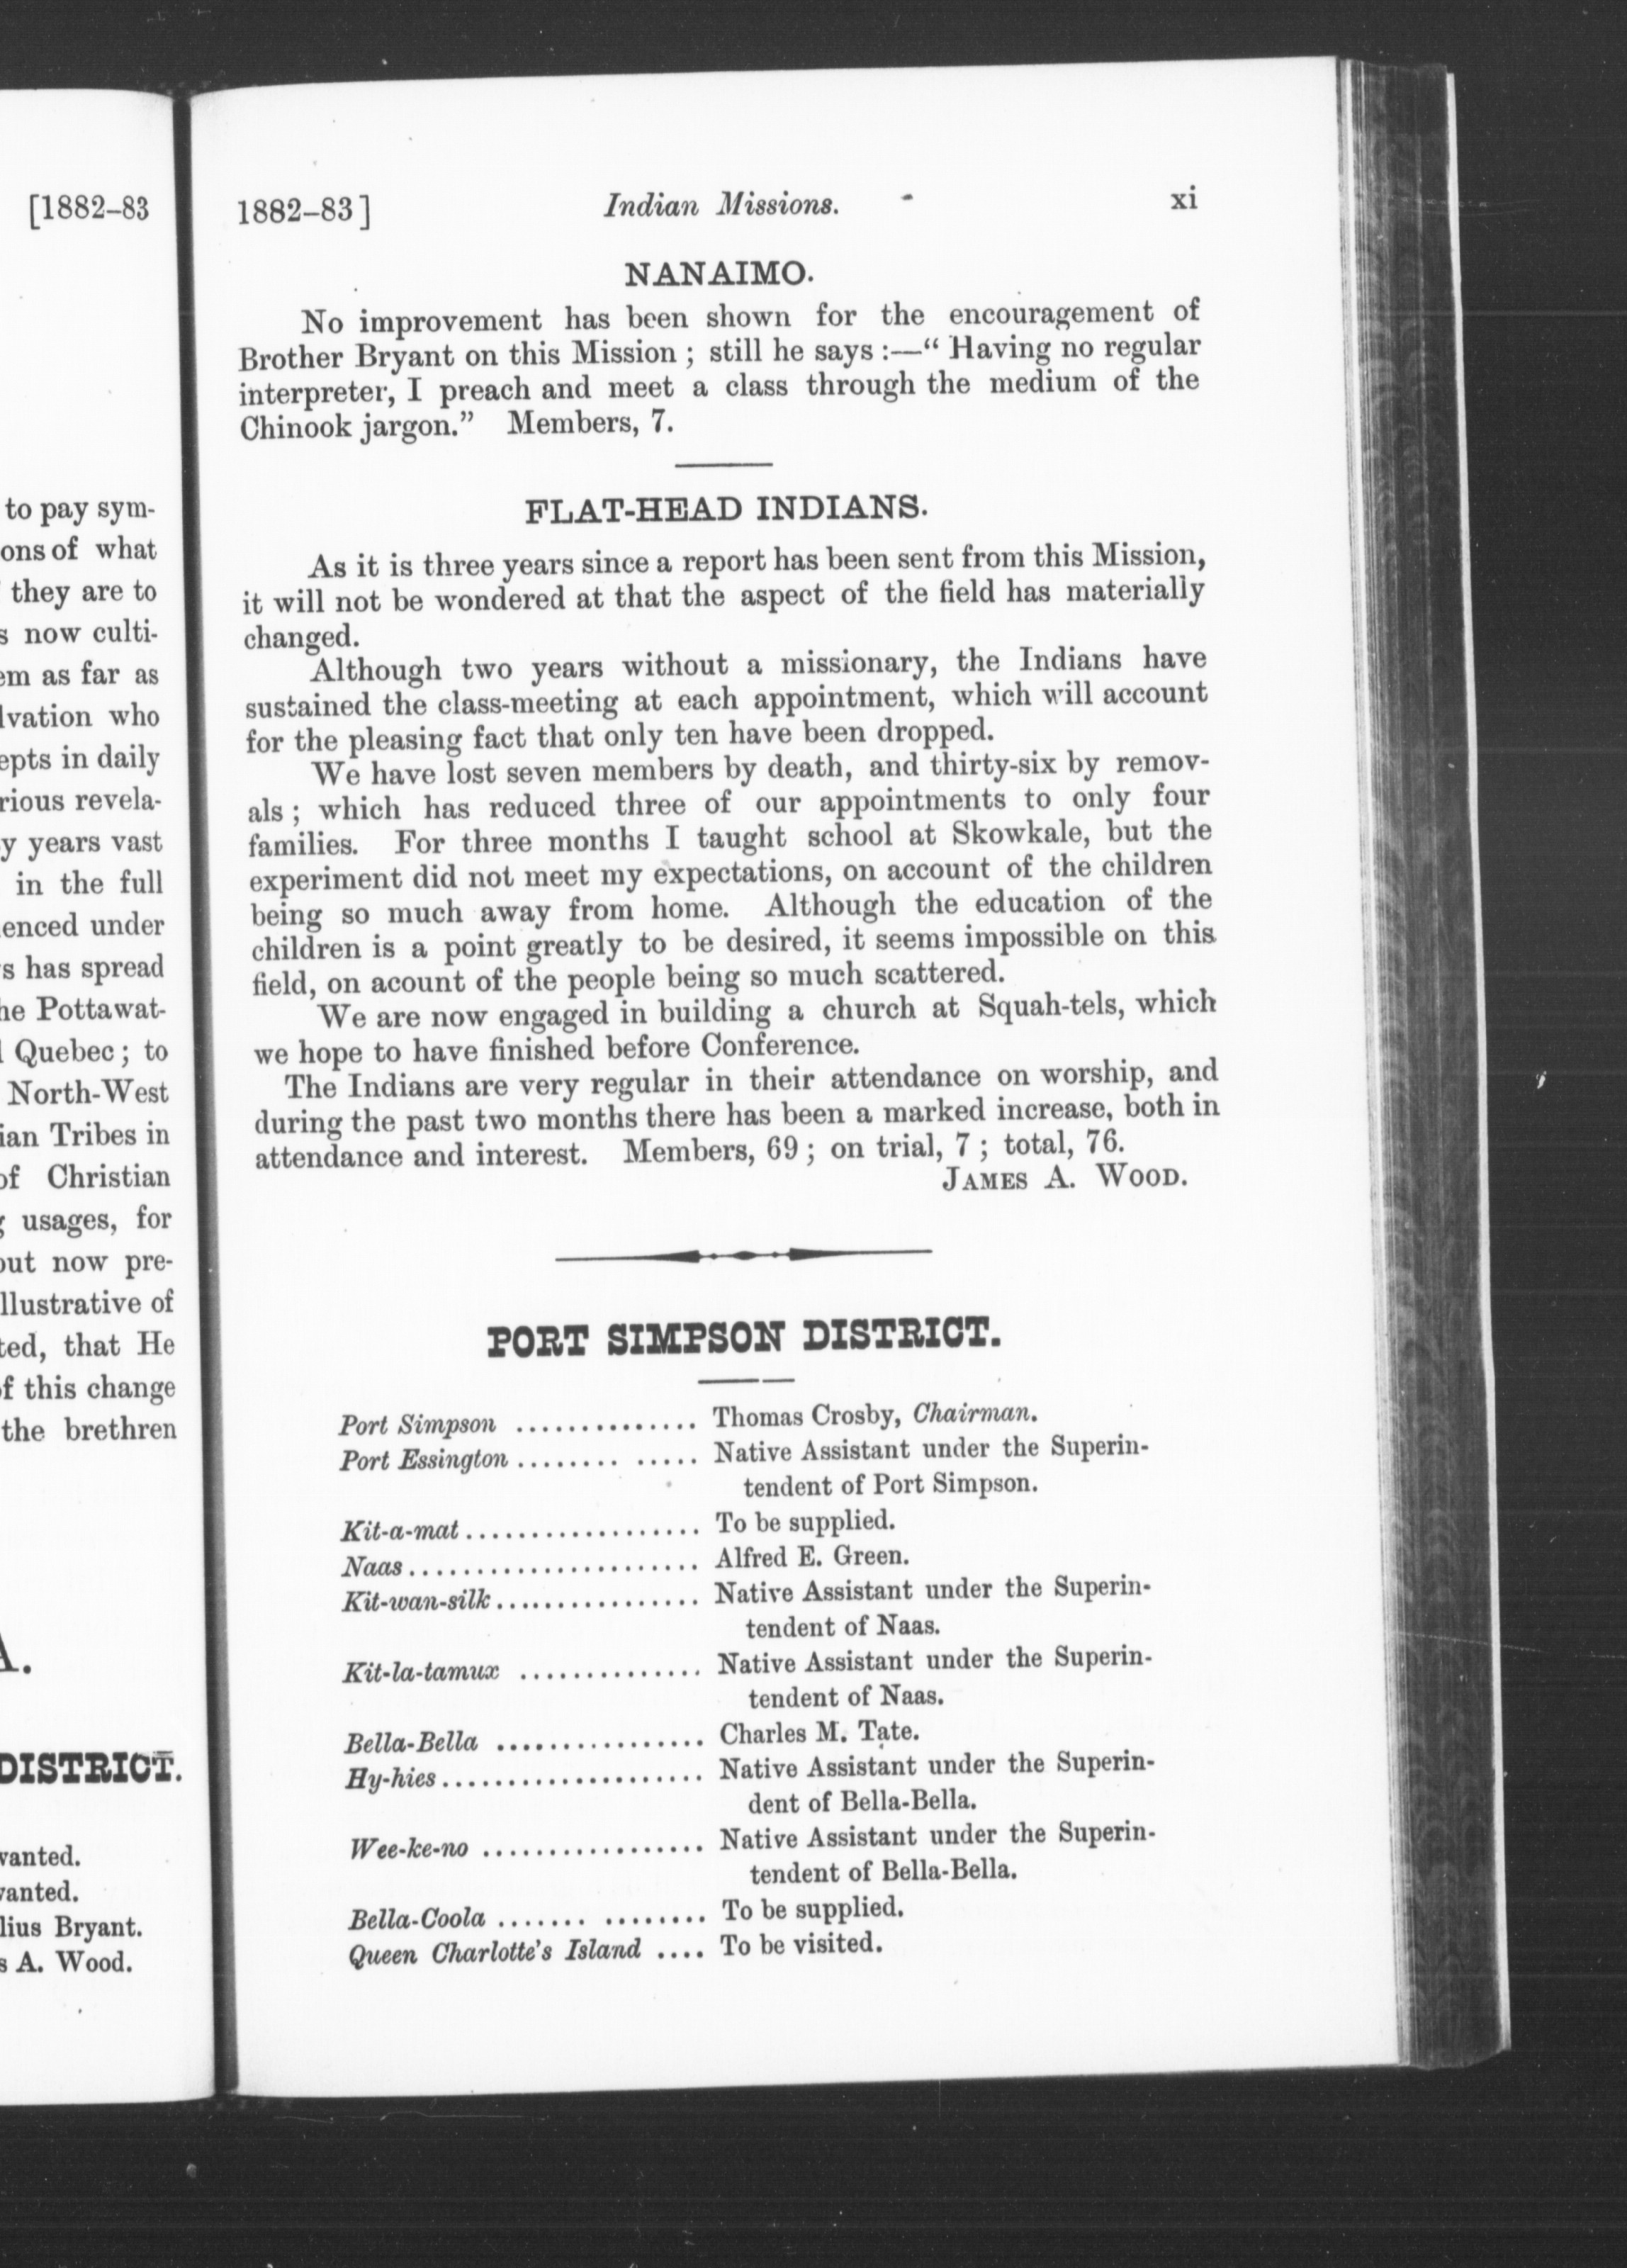 [1882–83
to pay sym-
ons of what
they are to
s now culti-
em as far as
lvation who
epts in daily
rious revela-
y years vast
in the full
enced under
s has spread
he Pottawat-
l Quebec; to
North-West
ian Tribes in
of Christian
g usages, for
out now pre-
llustrative of
ted, that He
of this change
the brethren
A.
DISTRICT.
wanted.
wanted.
lius Bryant.
s A. Wood.
1882–83] Indian Missions. xi
NANAIMO.
No improvement has been shown for the encouragement of
Brother Bryant on this Mission; still he says:—“Having no regular
interpreter, I preach and meet a class through the medium of the
Chinook jargon.” Members, 7.
FLAT-HEAD INDIANS.
As it is three years since a report has been sent from this Mission,
it will not be wondered at that the aspect of the field has materially
changed.
Although two years without a missionary, the Indians have
sustained the class-meeting at each appointment, which will account
for the pleasing fact that only ten have been dropped.
We have lost seven members by death, and thirty-six by remov-
als; which has reduced three of our appointments to only four
families. For three months I taught school at Skowkale, but the
experiment did not meet my expectations, on account of the children
being so much away from home. Although the education of the
children is a point greatly to be desired, it seems impossible on this
field, on acount of the people being so much scattered.
We are now engaged in building a church at Squah-tels, which
we hope to have finished before Conference.
The Indians are very regular in their attendance on worship, and
during the past two months there has been a marked increase, both in
attendance and interest. Members, 69; on trial, 7; total, 76.
JAMES A. WOOD.
PORT SIMPSON DISTRICT.
Port Simpson .............. Thomas Crosby, Chairman.
Port Essington ........ ..... Native Assistant under the Superin-
tendent of Port Simpson.
Kit-a-mat .................. To be supplied.
Naas ...................... Alfred E. Green.
Kit-wan-silk ................ Native Assistant under the Superin-
tendent of Naas.
Kit-la-tamux .............. Native Assistant under the Superin-
tendent of Naas.
Bella-Bella ................ Charles M. Tate.
Hy-hies .................... Native Assistant under the Superin-
dent of Bella-Bella.
Wee-ke-no ................. Native Assistant under the Superin-
tendent of Bella-Bella.
Bella-Coola ....... ........ To be supplied.
Queen Charlotte's Island .... To be visited.